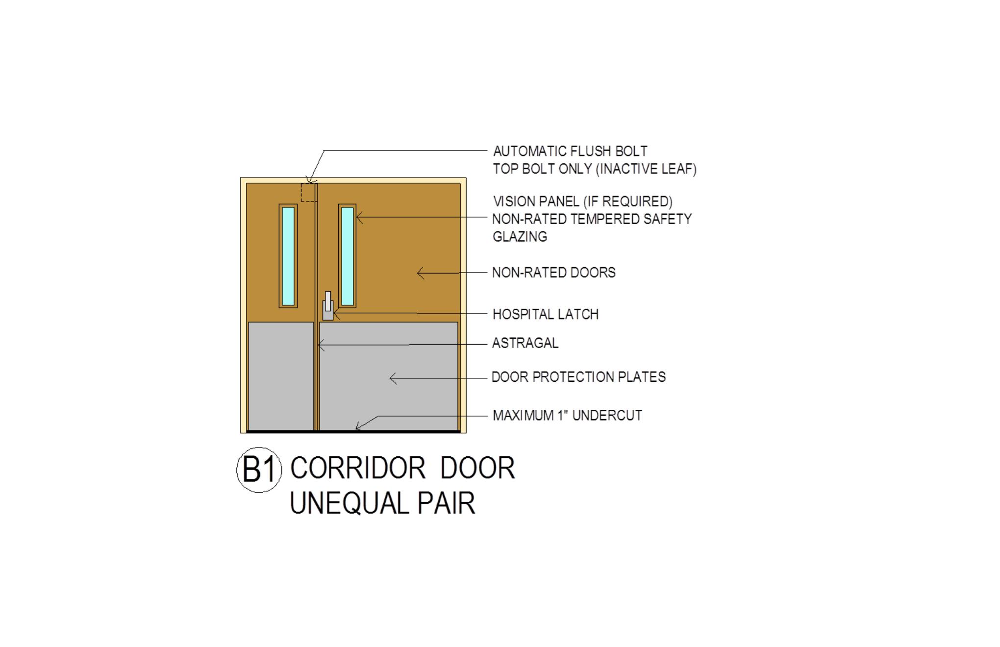 AUTOMATIC FLUSH BOLT
TOP BOLT ONLY (INACTIVE LEAF)
VISION PANEL (IF REQUIRED)
NON-RATED TEMPERED SAFETY
GLAZING
NON-RATED DOORS
HOSPITAL LATCH
ASTRAGAL
DOOR PROTECTION PLATES
MAXIMUM 1" UNDERCUT
B1 CORRIDOR DOOR
UNEQUAL PAIR